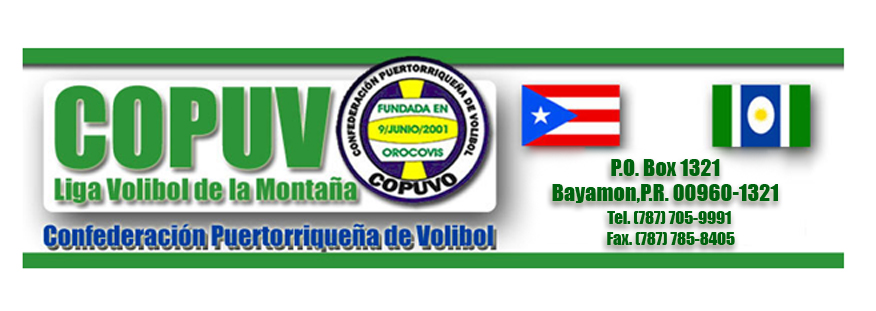 COPUV
Liga Volibol de la Montaña
Confederación Puertorriqueña de Volibol
CONFEDERACIÓN PUERTORRIQUEÑA DE VOLIBOL
FUNDADA EN
9/JUNIO/2001
OROCOVIS
COPUVO
P.O. Box 1321
Bayamon,P.R. 00960-1321
Tel. (787) 705-9991
Fax. (787) 785-8405